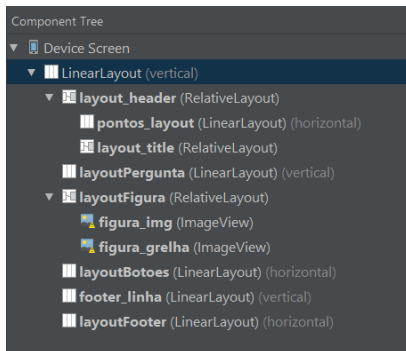 Component Tree
Device Screen
LinearLayout (vertical)
layout_header (RelativeLayout)
pontos_layout (LinearLayout) (horizontal)
layout_title (RelativeLayout)
layoutPergunta (LinearLayout) (vertical)
layoutFigura (RelativeLayout)
figura_img (ImageView)
figura_grelha (ImageView)
layoutBotoes (LinearLayout) (horizontal)
footer_linha (LinearLayout) (vertical)
layoutFooter (LinearLayout) (horizontal)